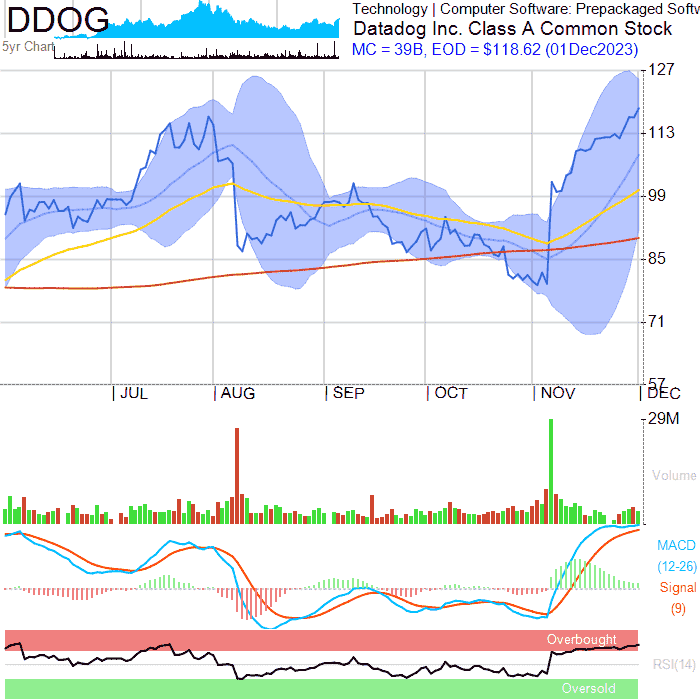 DDOG
Technology | Computer Software: Prepackaged Softw
Datadog Inc. Class A Common Stock
MC = 39B, EOD = $118.62 (01Dec2023)
5yr Chart
127
113
99
85
71
57
JUL
AUG
SEP
OCT
NOV
DEC
29M
Volume
MACD
(12-26)
Signal
(9)
Overbought
RSI(14)
Oversold